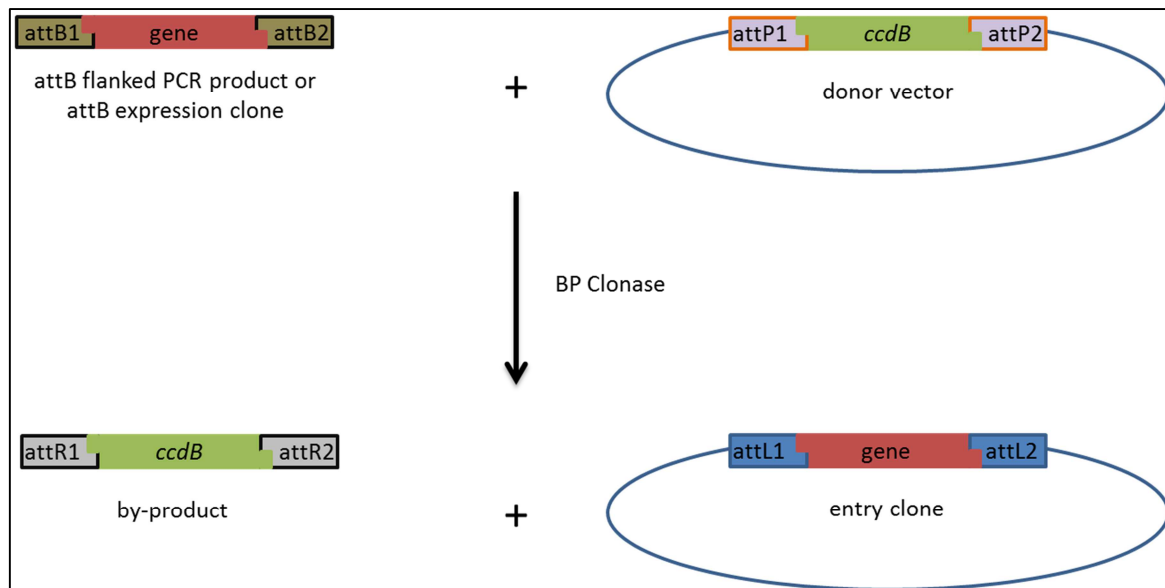 attB1 gene attB2
attP1 ccdB attP2
attB flanked PCR product or
attB expression clone
+
donor vector
BP Clonase
attR1 ccdB attR2
attL1 gene attL2
by-product
+
entry clone